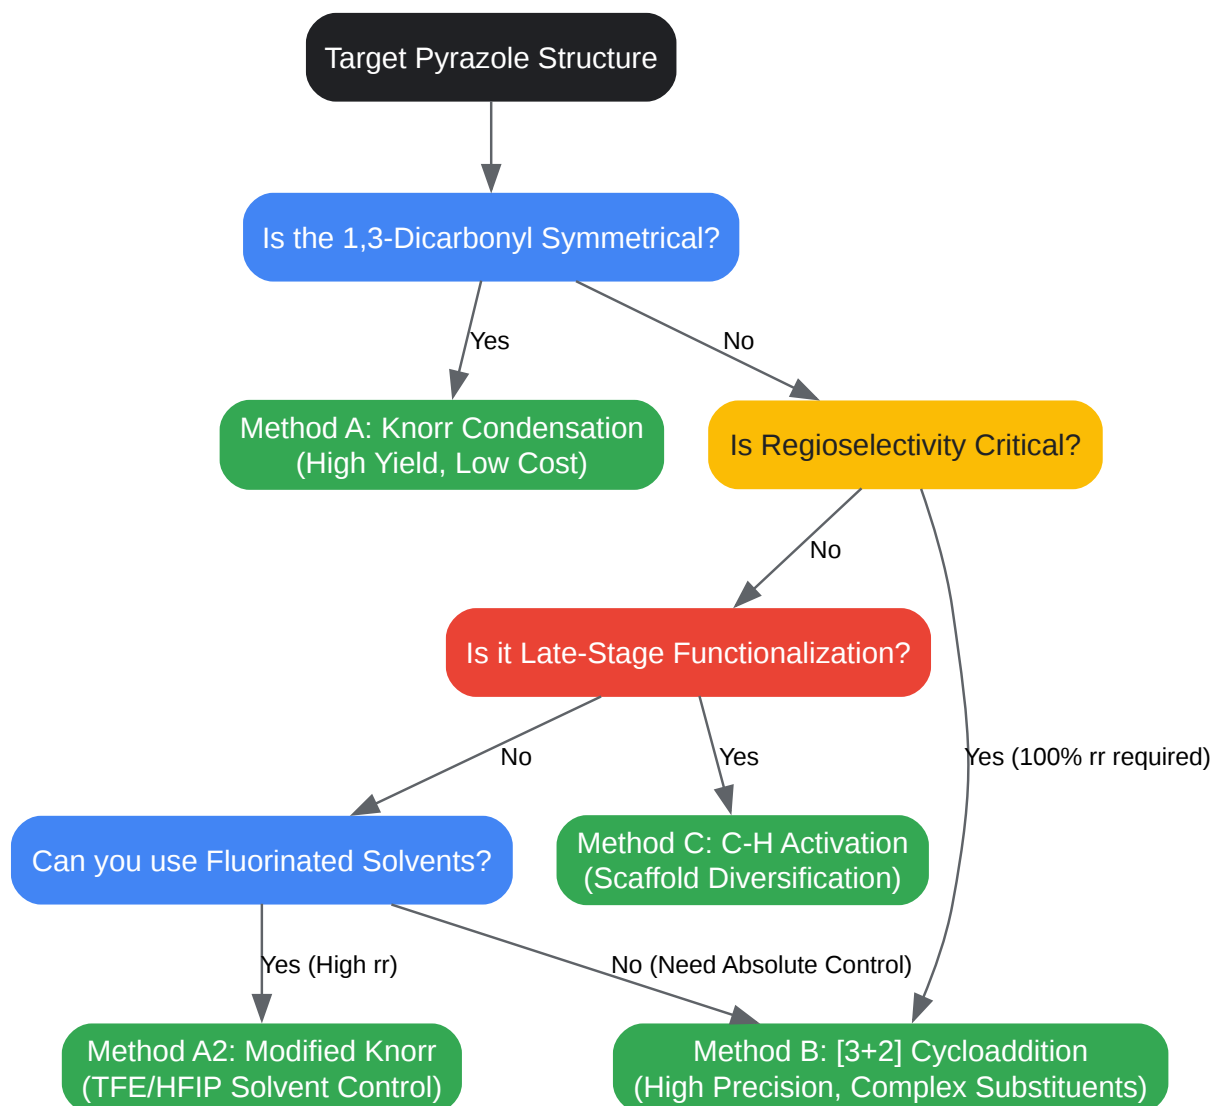 Target Pyrazole Structure
Is the 1,3-Dicarbonyl Symmetrical?
Yes
No
Method A: Knorr Condensation
(High Yield, Low Cost)
Is Regioselectivity Critical?
No
Is it Late-Stage Functionalization?
No
Yes
Yes (100% rr required)
Can you use Fluorinated Solvents?
Method C: C-H Activation
(Scaffold Diversification)
Yes (High rr)
No (Need Absolute Control)
Method A2: Modified Knorr
(TFE/HFIP Solvent Control)
Method B: [3+2] Cycloaddition
(High Precision, Complex Substituents)